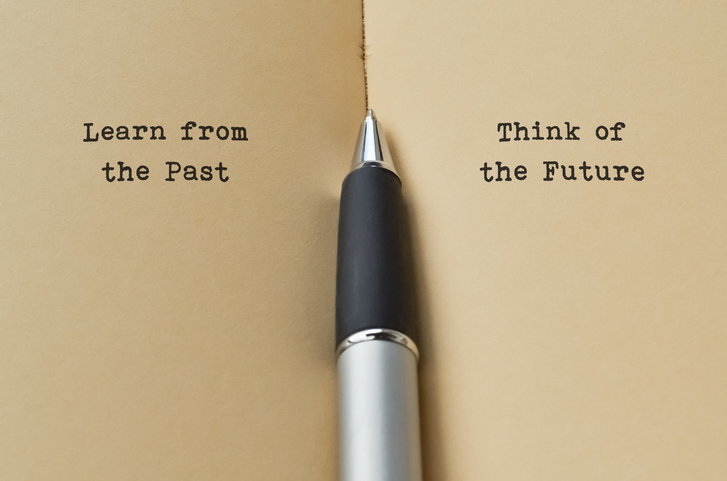 Learn from
the Past
Think of
the Future